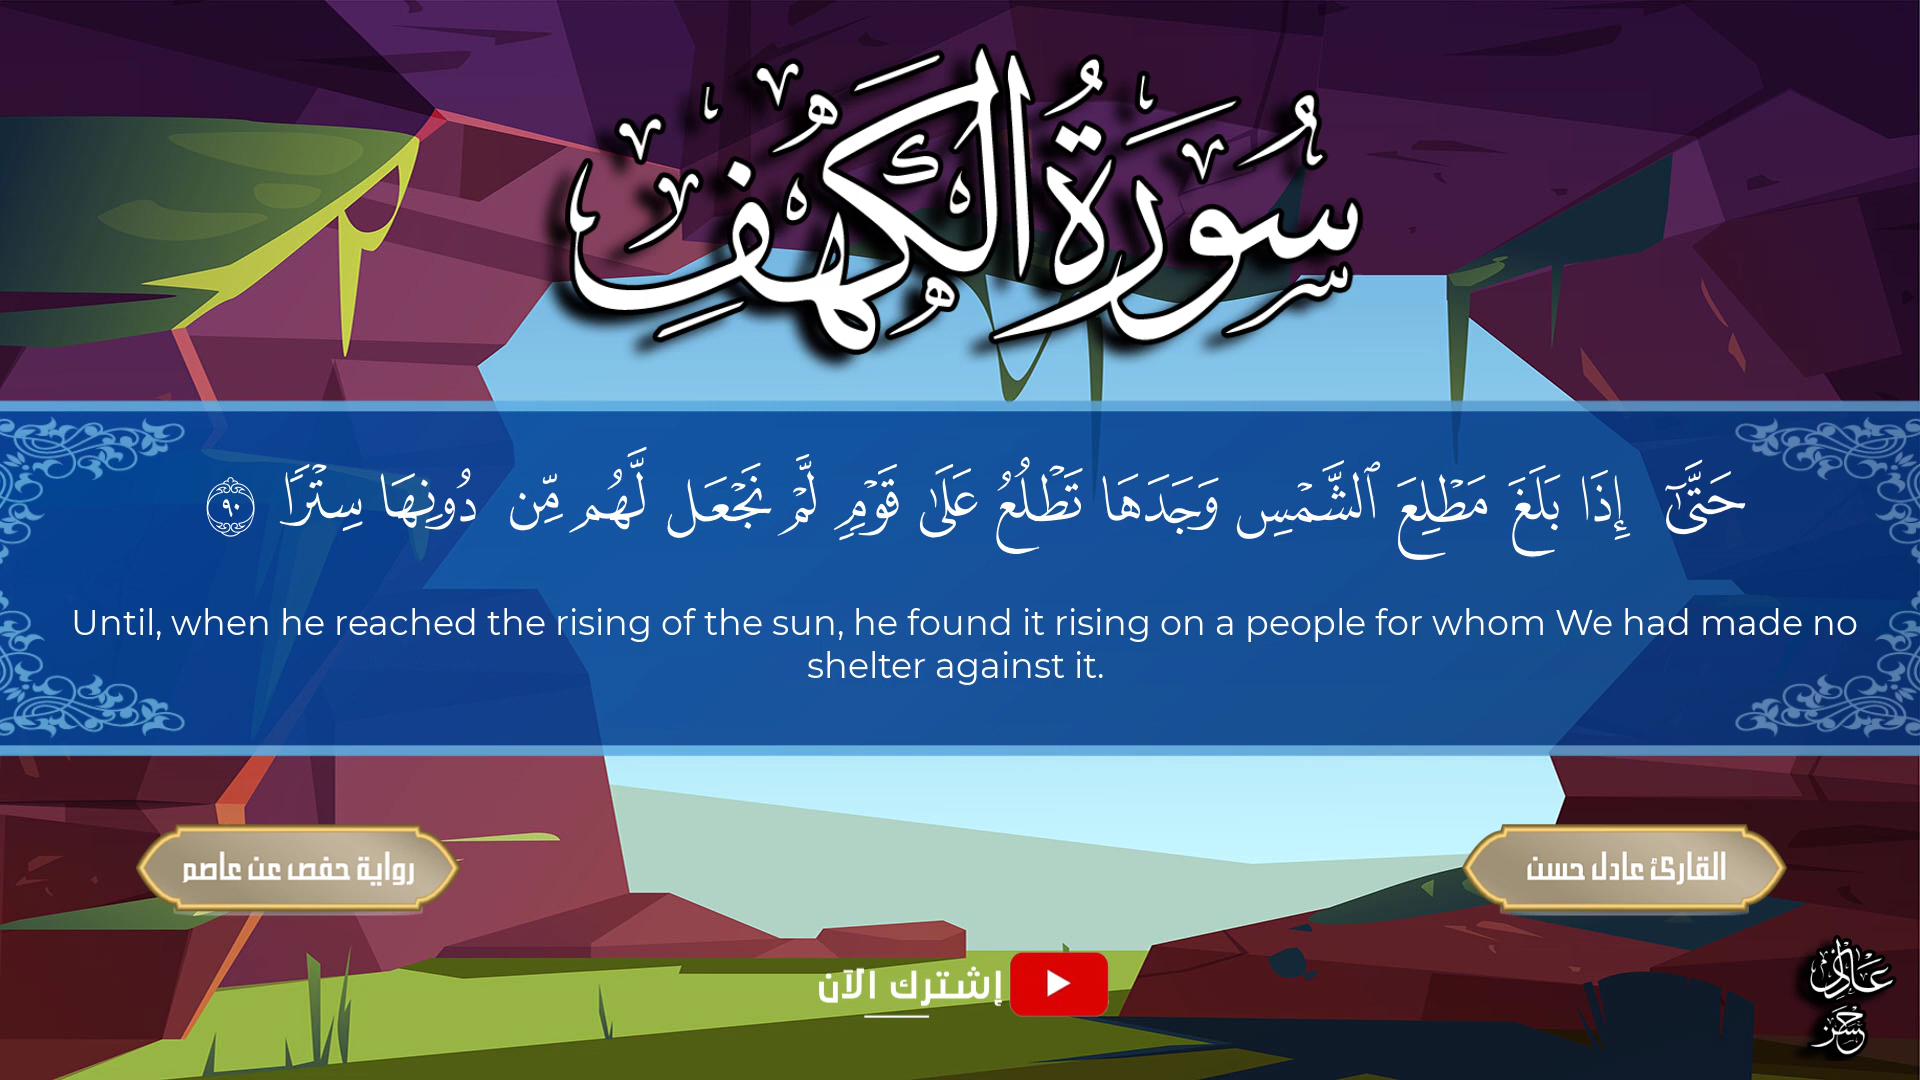 سُورَةُ الكَهْفِ
حَتَّىٰٓ إِذَا بَلَغَ مَطْلِعَ ٱلشَّمْسِ وَجَدَهَا تَطْلُعُ عَلَىٰ قَوْمٍ لَّمْ نَجْعَل لَّهُم مِّن دُونِهَا سِتْرًا ٩٠
Until, when he reached the rising of the sun, he found it rising on a people for whom We had made no
shelter against it.
القارئ عادل حسن
رواية حفص عن عاصم
إشترك الآن
عادل
حسن